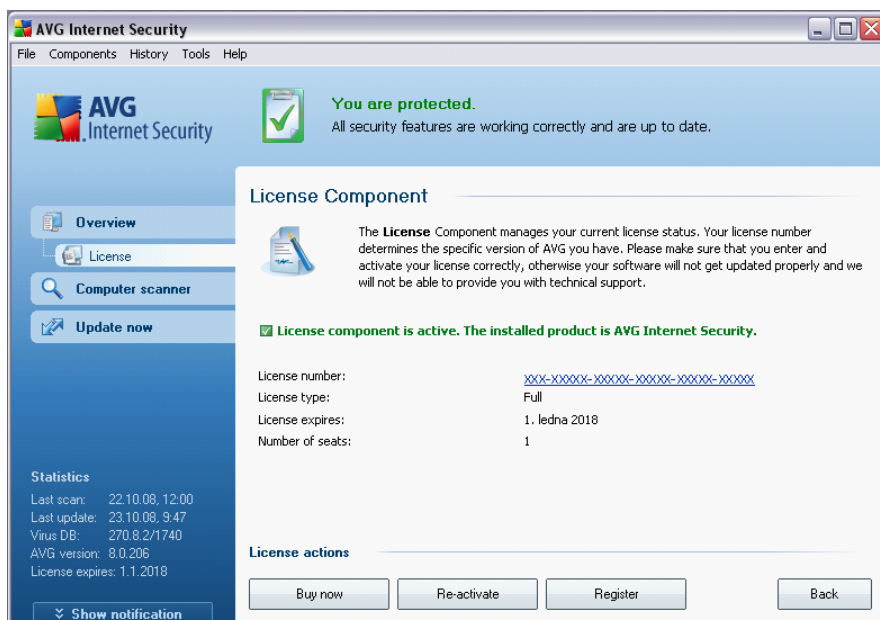 AVG Internet Security
File Components History Tools Help
AVG
Internet Security
You are protected.
All security features are working correctly and are up to date.
Overview
License
Computer scanner
Update now
License Component
The License Component manages your current license status. Your license number
determines the specific version of AVG you have. Please make sure that you enter and
activate your license correctly, otherwise your software will not get updated properly and we
will not be able to provide you with technical support.
License component is active. The installed product is AVG Internet Security.
License number: XXX-XXXXX-XXXXX-XXXXX-XXXXX-XXXXX
License type: Full
License expires: 1. ledna 2018
Number of seats: 1
Statistics
Last scan: 22.10.08, 12:00
Last update: 23.10.08, 9:47
Virus DB: 270.8.2/1740
AVG version: 8.0.206
License expires: 1.1.2018
Show notification
License actions
Buy now Re-activate Register Back